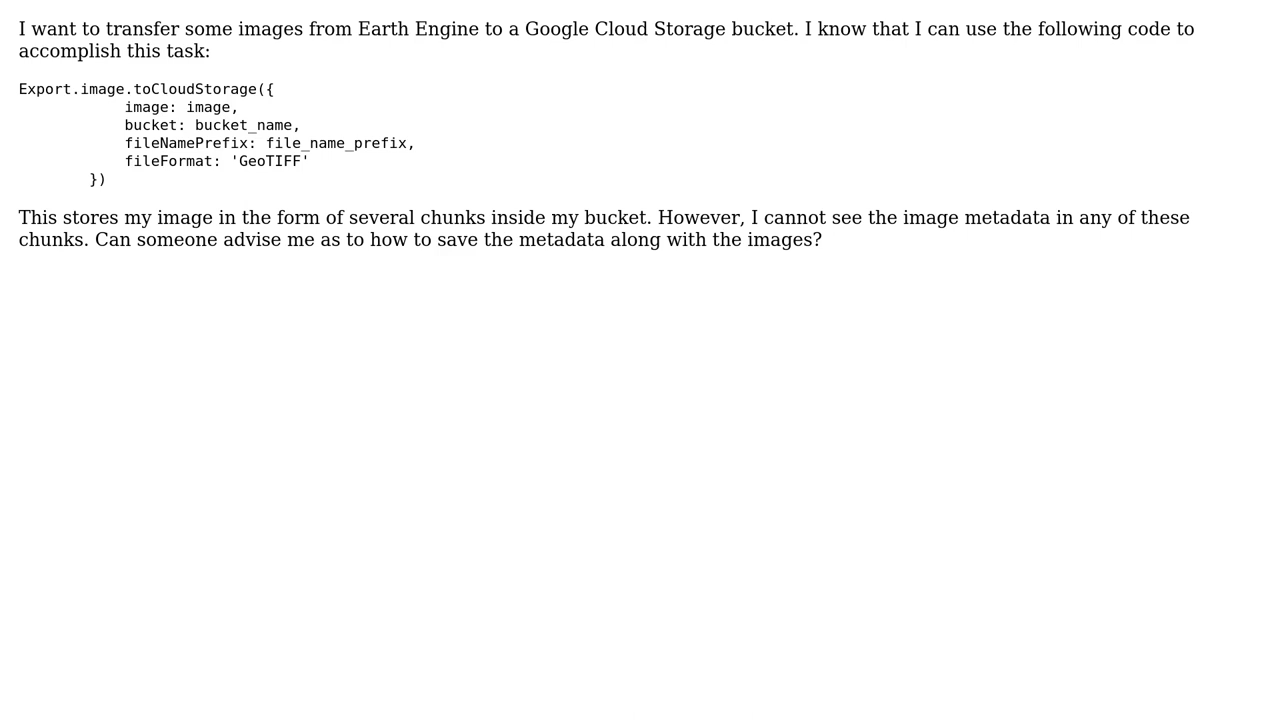 I want to transfer some images from Earth Engine to a Google Cloud Storage bucket. I know that I can use the following code to
accomplish this task:
Export.image.toCloudStorage({
            image: image,
            bucket: bucket_name,
            fileNamePrefix: file_name_prefix,
            fileFormat: 'GeoTIFF'
        })
This stores my image in the form of several chunks inside my bucket. However, I cannot see the image metadata in any of these
chunks. Can someone advise me as to how to save the metadata along with the images?